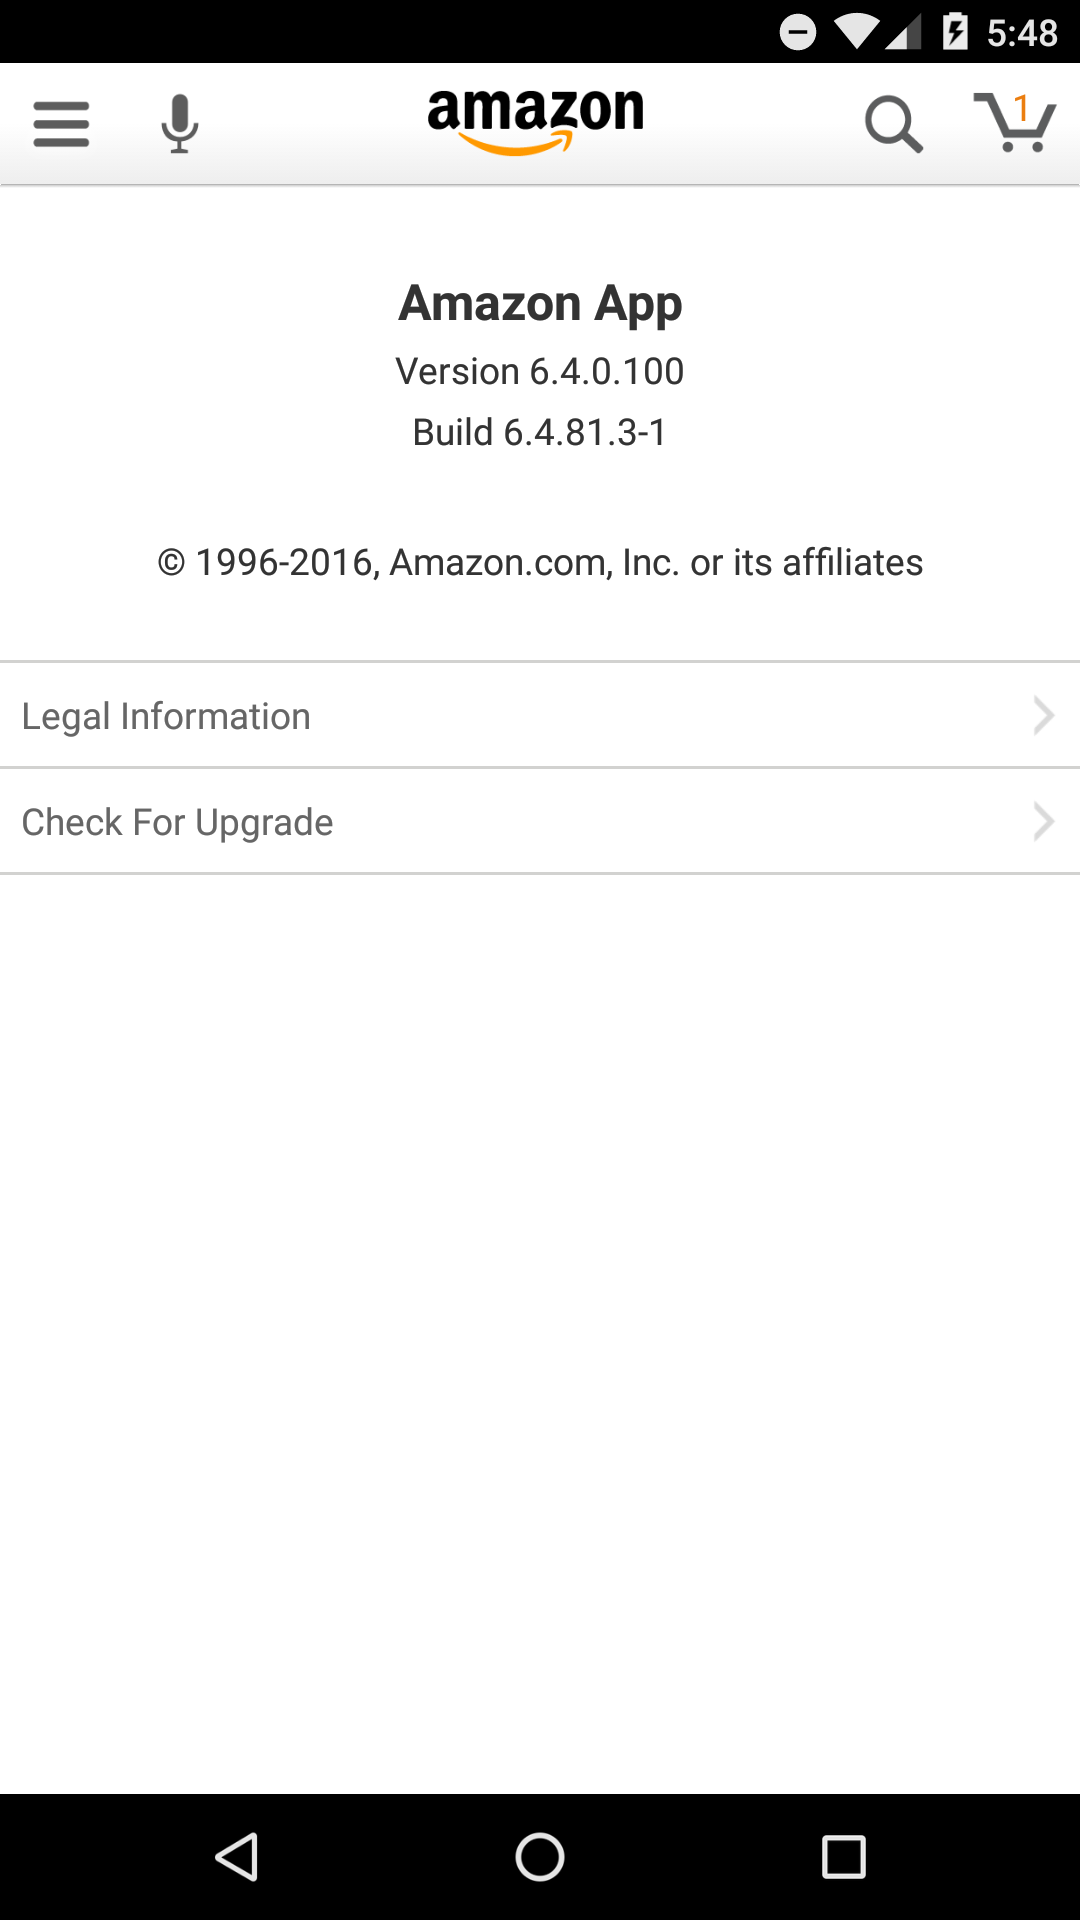 5:48
amazon
1
Amazon App
Version 6.4.0.100
Build 6.4.81.3-1
© 1996-2016, Amazon.com, Inc. or its affiliates
Legal Information
Check For Upgrade